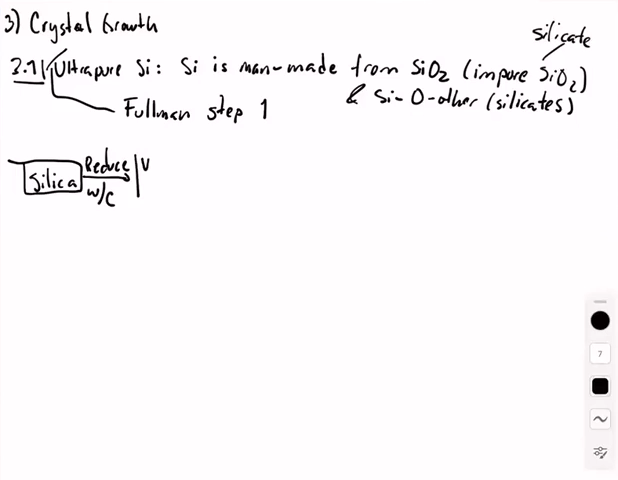 3) Crystal Growth
silicate
3.1 Ultrapure Si: Si is man-made from SiO2 (impure SiO2)
& Si-O-other (silicates)
Fullman step 1
Silica Reduce
w/C
7